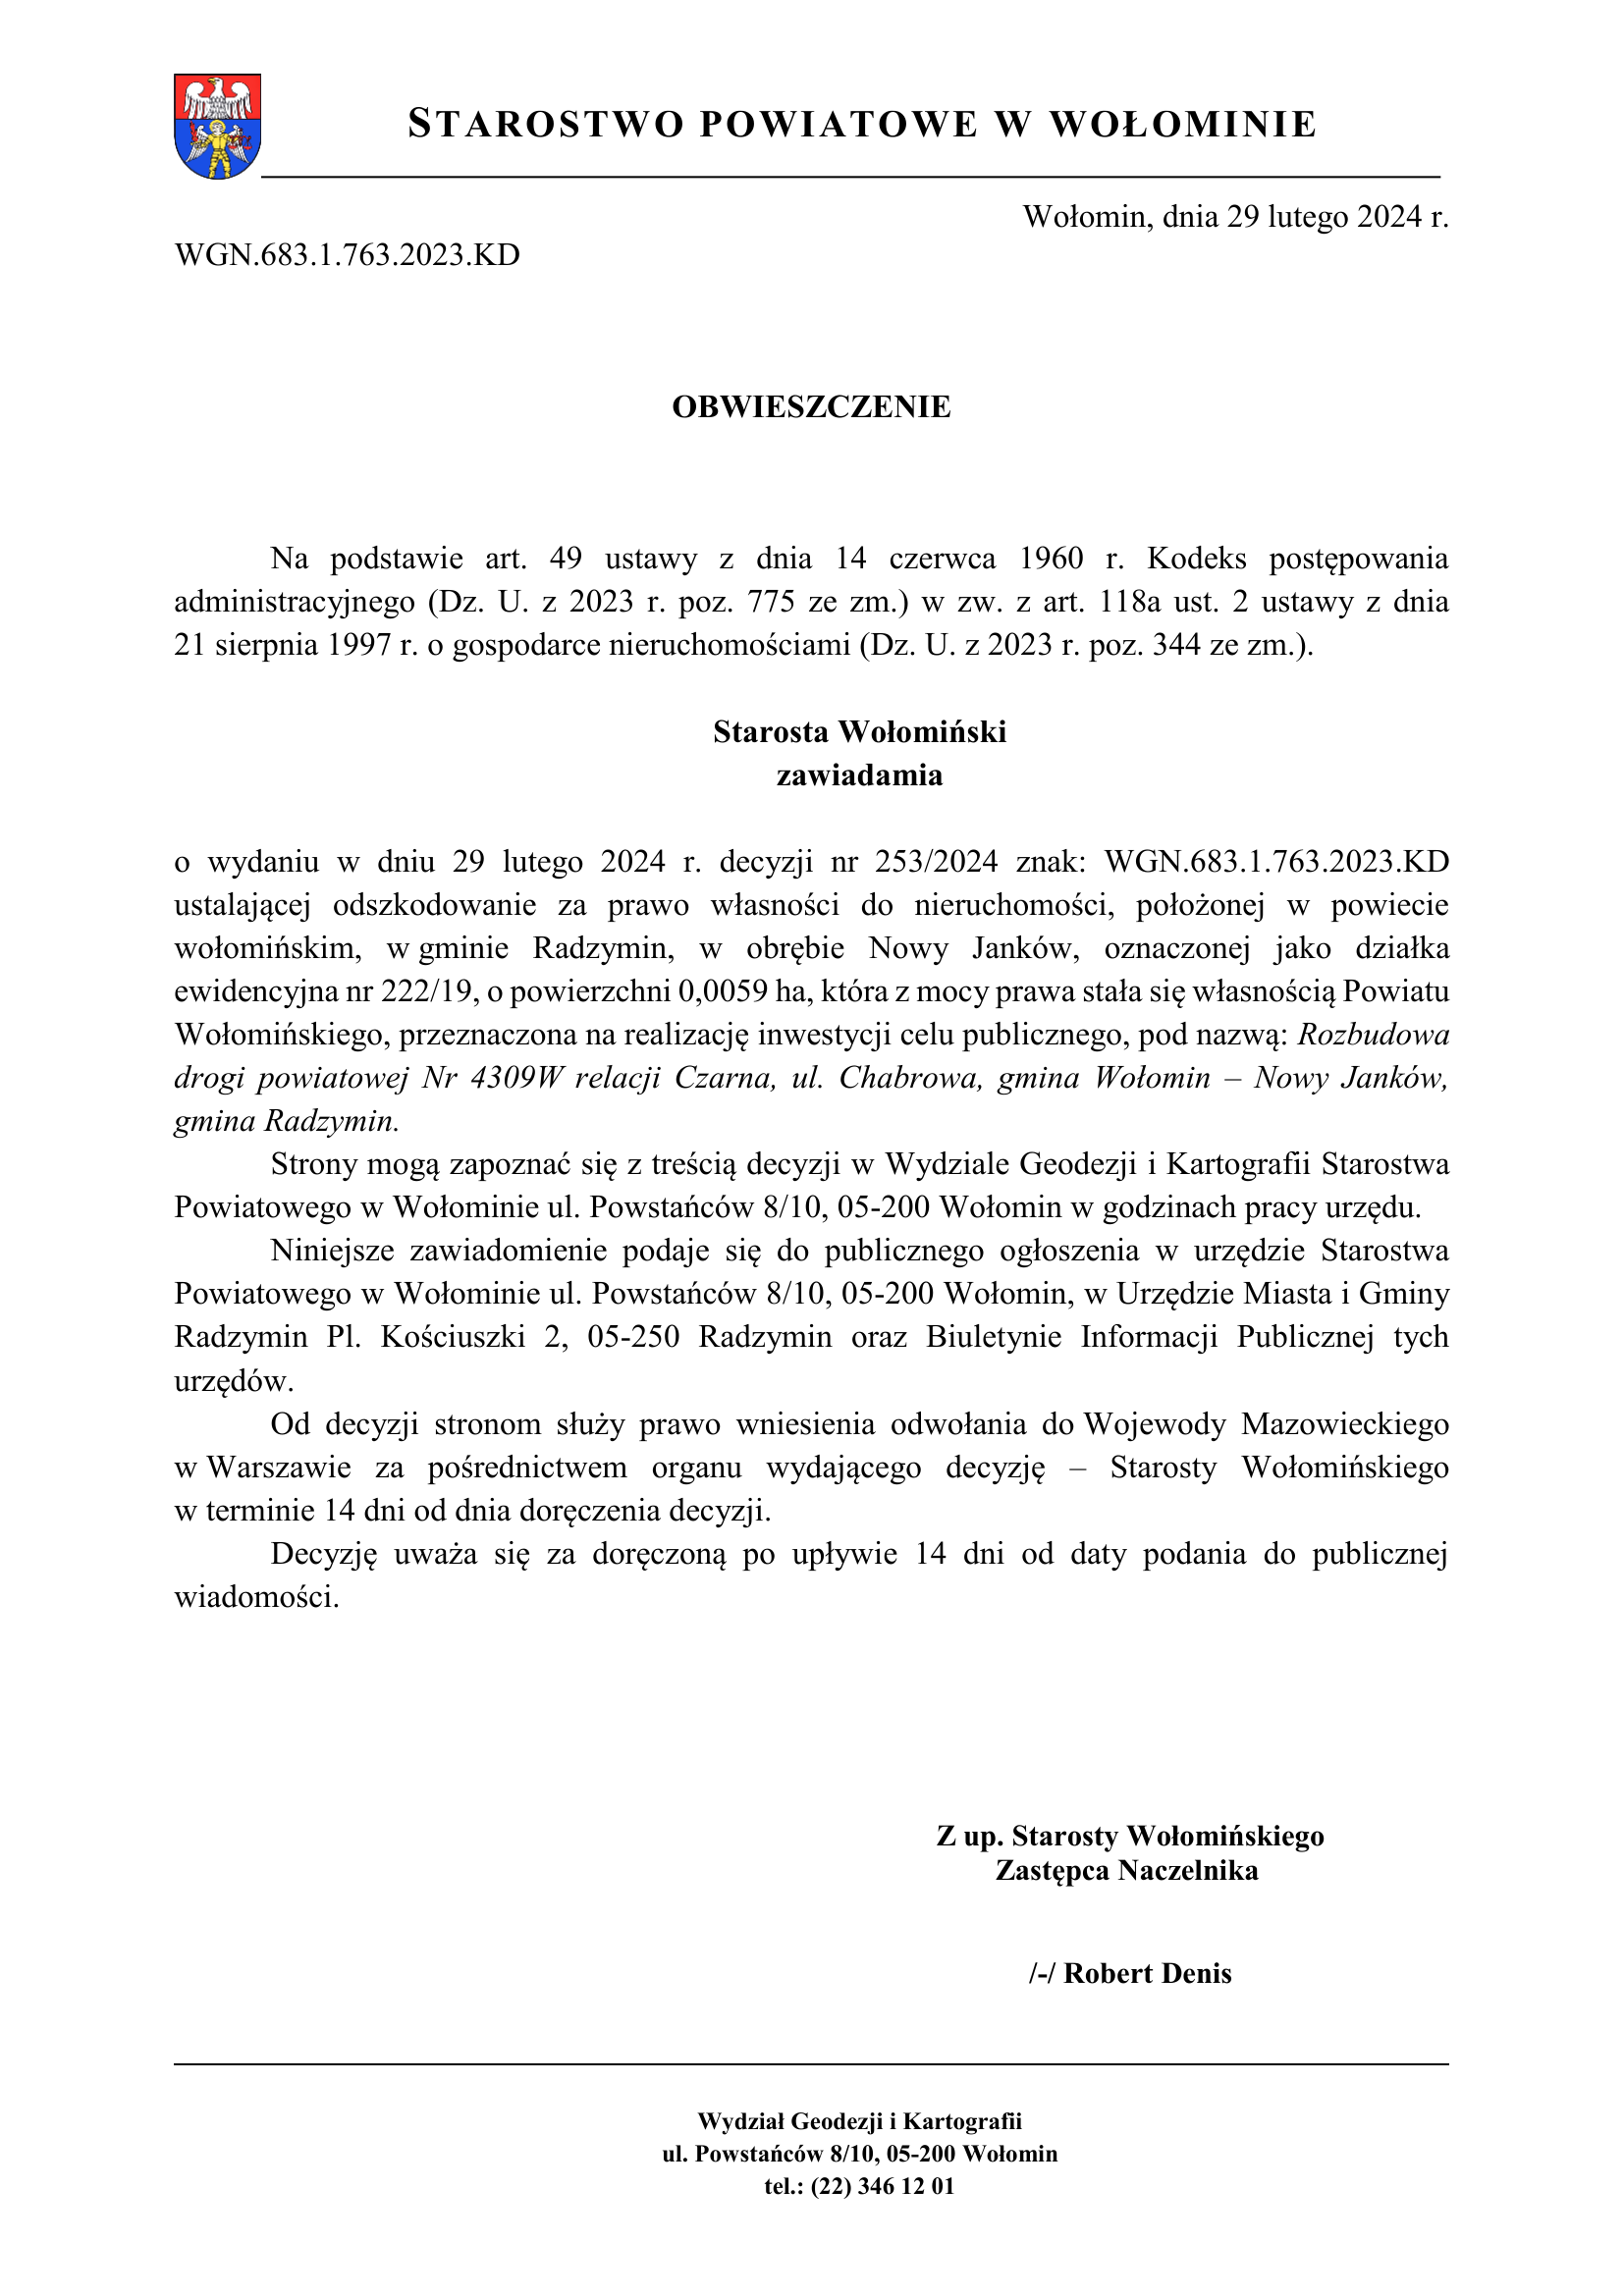 STAROSTWO POWIATOWE W WOŁOMINIE
Wołomin, dnia 29 lutego 2024 r.
WGN.683.1.763.2023.KD
OBWIESZCZENIE
Na podstawie art. 49 ustawy z dnia 14 czerwca 1960 r. Kodeks postępowania
administracyjnego (Dz. U. z 2023 r. poz. 775 ze zm.) w zw. z art. 118a ust. 2 ustawy z dnia
21 sierpnia 1997 r. o gospodarce nieruchomościami (Dz. U. z 2023 r. poz. 344 ze zm.).
Starosta Wołomiński
zawiadamia
o wydaniu w dniu 29 lutego 2024 r. decyzji nr 253/2024 znak: WGN.683.1.763.2023.KD
ustalającej odszkodowanie za prawo własności do nieruchomości, położonej w powiecie
wołomińskim, w gminie Radzymin, w obrębie Nowy Janków, oznaczonej jako działka
ewidencyjna nr 222/19, o powierzchni 0,0059 ha, która z mocy prawa stała się własnością Powiatu
Wołomińskiego, przeznaczona na realizację inwestycji celu publicznego, pod nazwą: Rozbudowa
drogi powiatowej Nr 4309W relacji Czarna, ul. Chabrowa, gmina Wołomin – Nowy Janków,
gmina Radzymin.
Strony mogą zapoznać się z treścią decyzji w Wydziale Geodezji i Kartografii Starostwa
Powiatowego w Wołominie ul. Powstańców 8/10, 05-200 Wołomin w godzinach pracy urzędu.
Niniejsze zawiadomienie podaje się do publicznego ogłoszenia w urzędzie Starostwa
Powiatowego w Wołominie ul. Powstańców 8/10, 05-200 Wołomin, w Urzędzie Miasta i Gminy
Radzymin Pl. Kościuszki 2, 05-250 Radzymin oraz Biuletynie Informacji Publicznej tych
urzędów.
Od decyzji stronom służy prawo wniesienia odwołania do Wojewody Mazowieckiego
w Warszawie za pośrednictwem organu wydającego decyzję – Starosty Wołomińskiego
w terminie 14 dni od dnia doręczenia decyzji.
Decyzję uważa się za doręczoną po upływie 14 dni od daty podania do publicznej
wiadomości.
Z up. Starosty Wołomińskiego
Zastępca Naczelnika
/-/ Robert Denis
Wydział Geodezji i Kartografii
ul. Powstańców 8/10, 05-200 Wołomin
tel.: (22) 346 12 01